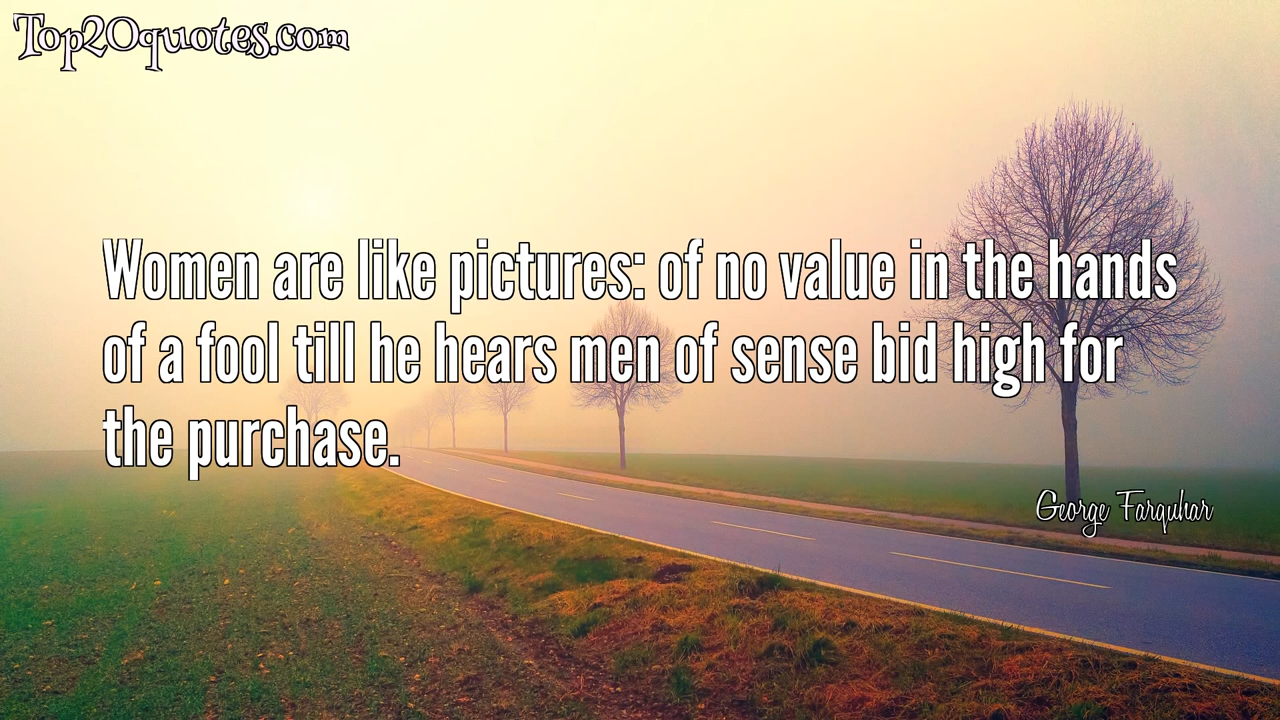 Top20quotes.com
Women are like pictures: of no value in the hands
of a fool till he hears men of sense bid high for
the purchase.
George Farquhar